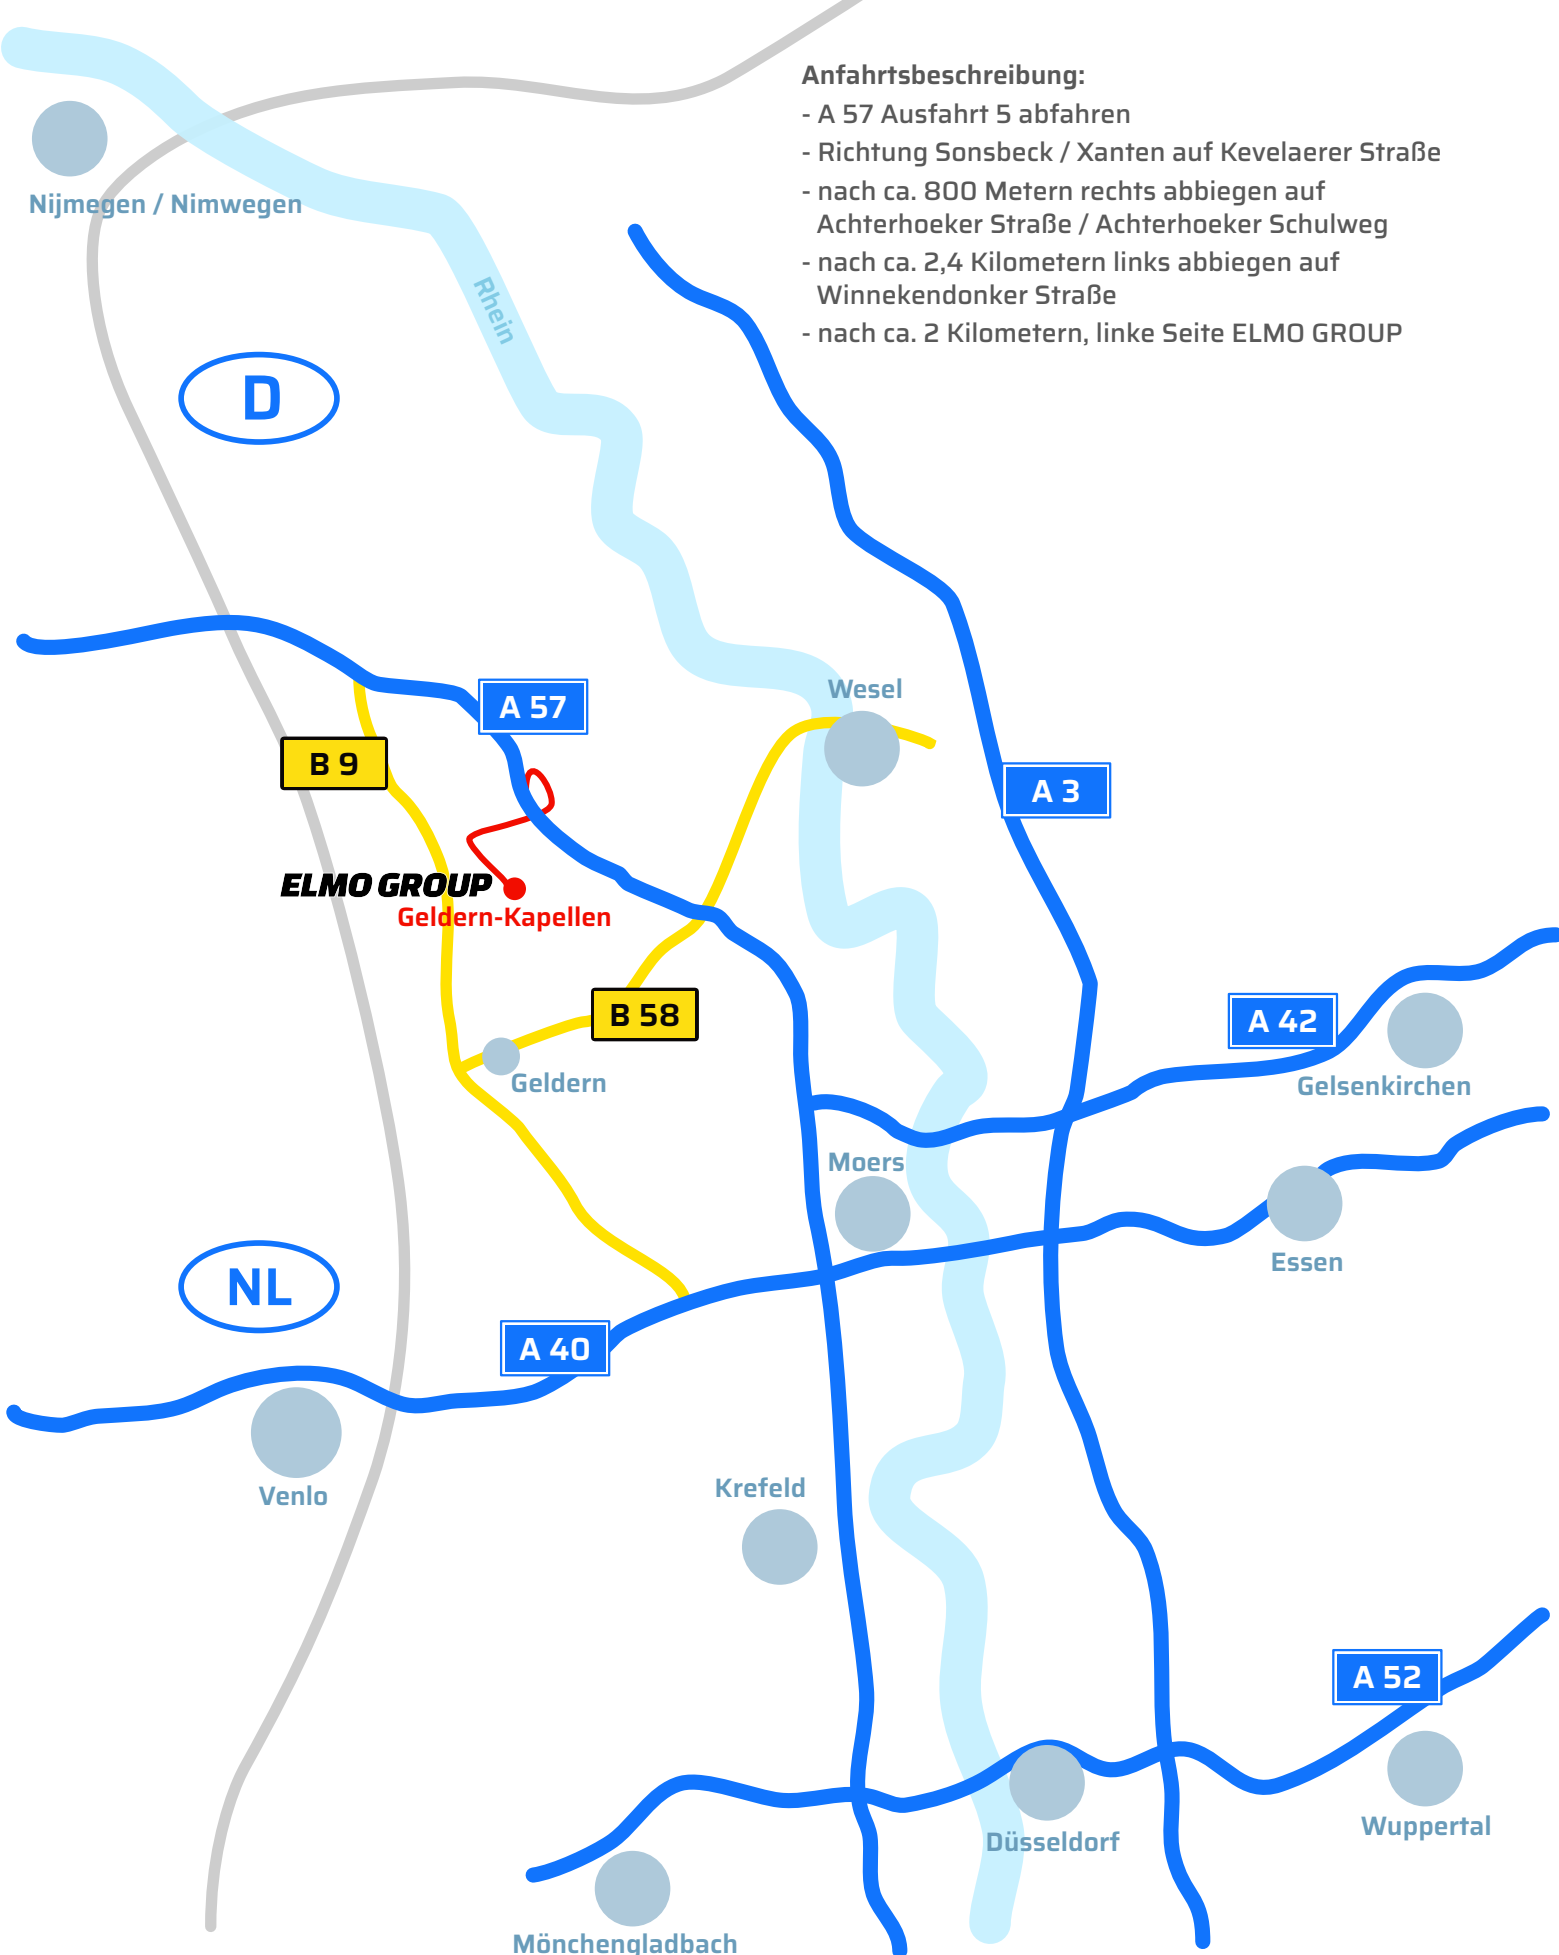 Anfahrtsbeschreibung:
- A 57 Ausfahrt 5 abfahren
- Richtung Sonsbeck / Xanten auf Kevelaerer Straße
- nach ca. 800 Metern rechts abbiegen auf
Achterhoeker Straße / Achterhoeker Schulweg
- nach ca. 2,4 Kilometern links abbiegen auf
Winnekendonker Straße
- nach ca. 2 Kilometern, linke Seite ELMO GROUP
Nijmegen / Nimwegen
Rhein
D
Wesel
A 57
B 9
A 3
ELMO GROUP
Geldern-Kapellen
B 58
A 42
Geldern
Gelsenkirchen
Moers
Essen
NL
A 40
Venlo
Krefeld
A 52
Wuppertal
Düsseldorf
Mönchengladbach